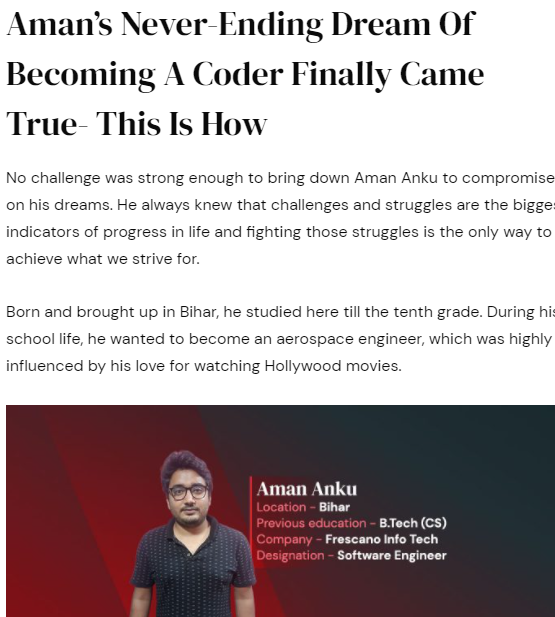 Aman's Never-Ending Dream Of
Becoming A Coder Finally Came
True- This Is How
No challenge was strong enough to bring down Aman Anku to compromise
on his dreams. He always knew that challenges and struggles are the bigges
indicators of progress in life and fighting those struggles is the only way to
achieve what we strive for.
Born and brought up in Bihar, he studied here till the tenth grade. During his
school life, he wanted to become an aerospace engineer, which was highly
influenced by his love for watching Hollywood movies.
Aman Anku
Location - Bihar
Previous education - B.Tech (CS)
Company - Frescano Info Tech
Designation - Software Engineer